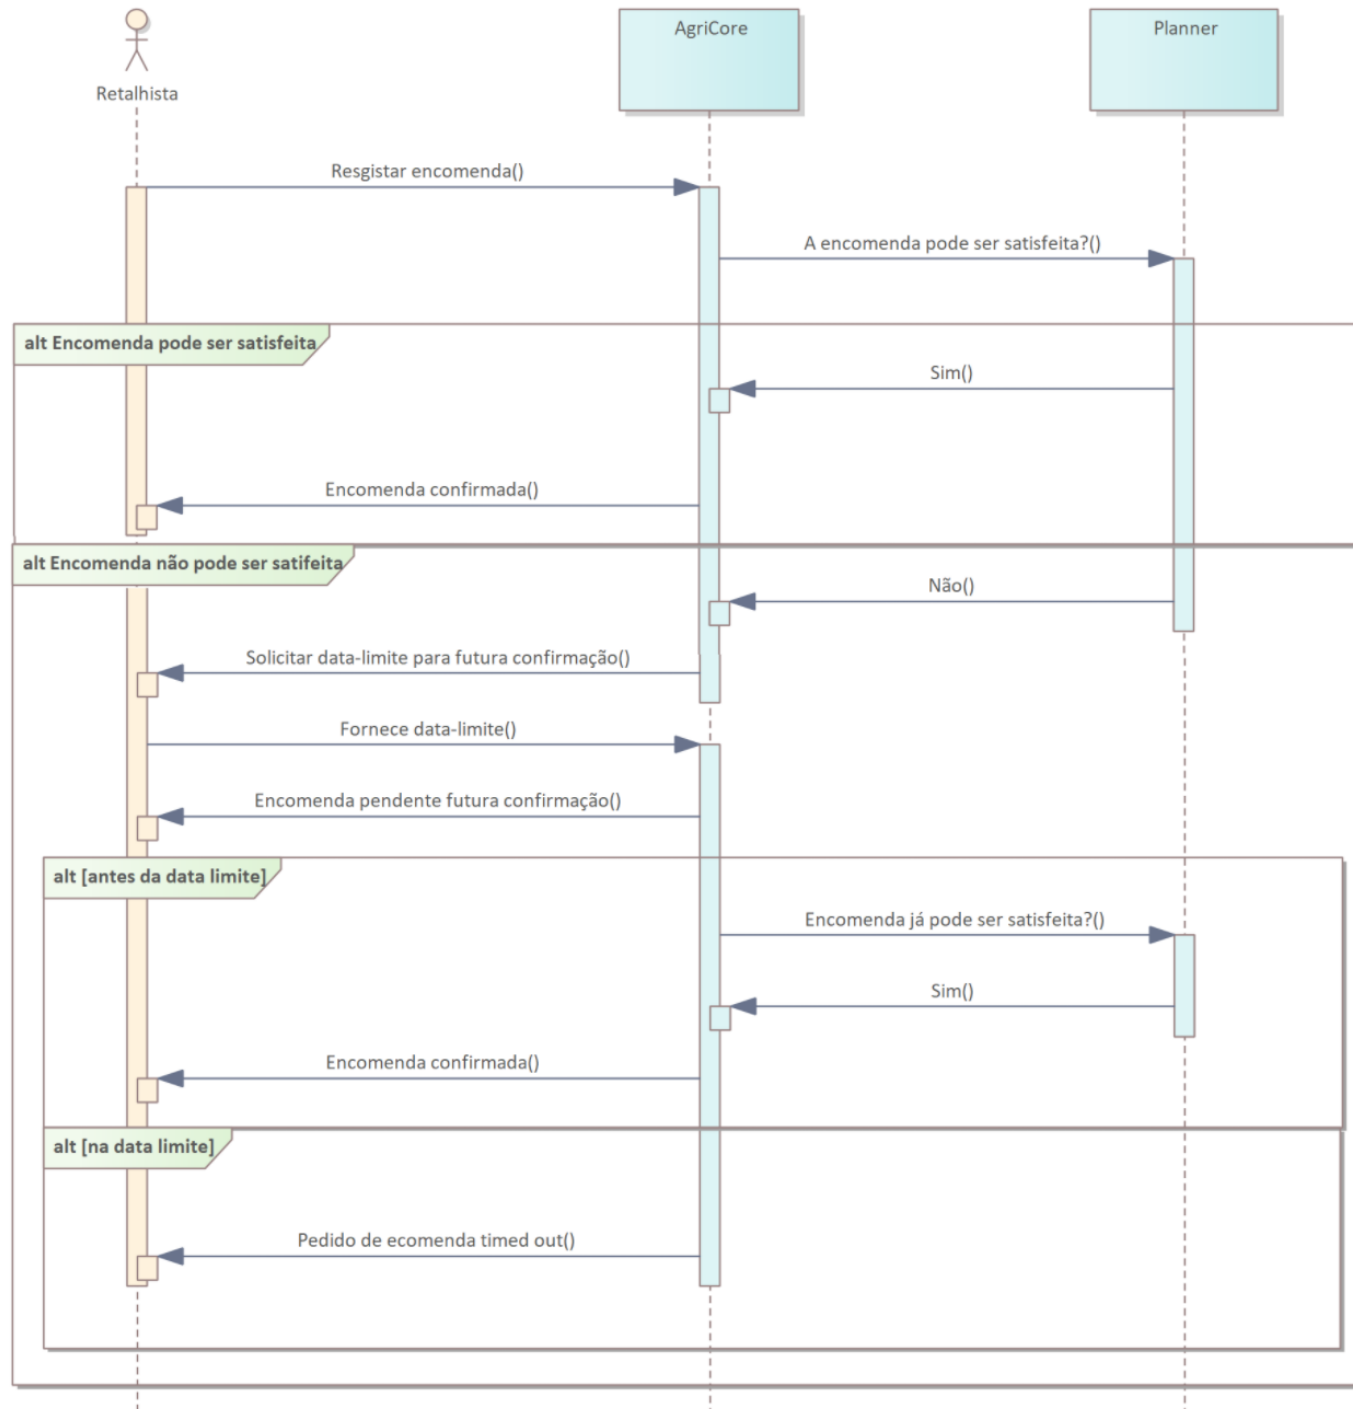 AgriCore
Planner
Retalhista
Resgistar encomenda()
A encomenda pode ser satisfeita?()
alt Encomenda pode ser satisfeita
Sim()
Encomenda confirmada()
alt Encomenda não pode ser satifeita
Não()
Solicitar data-limite para futura confirmação()
Fornece data-limite()
Encomenda pendente futura confirmação()
alt [antes da data limite]
Encomenda já pode ser satisfeita?()
Sim()
Encomenda confirmada()
alt [na data limite]
Pedido de ecomenda timed out()